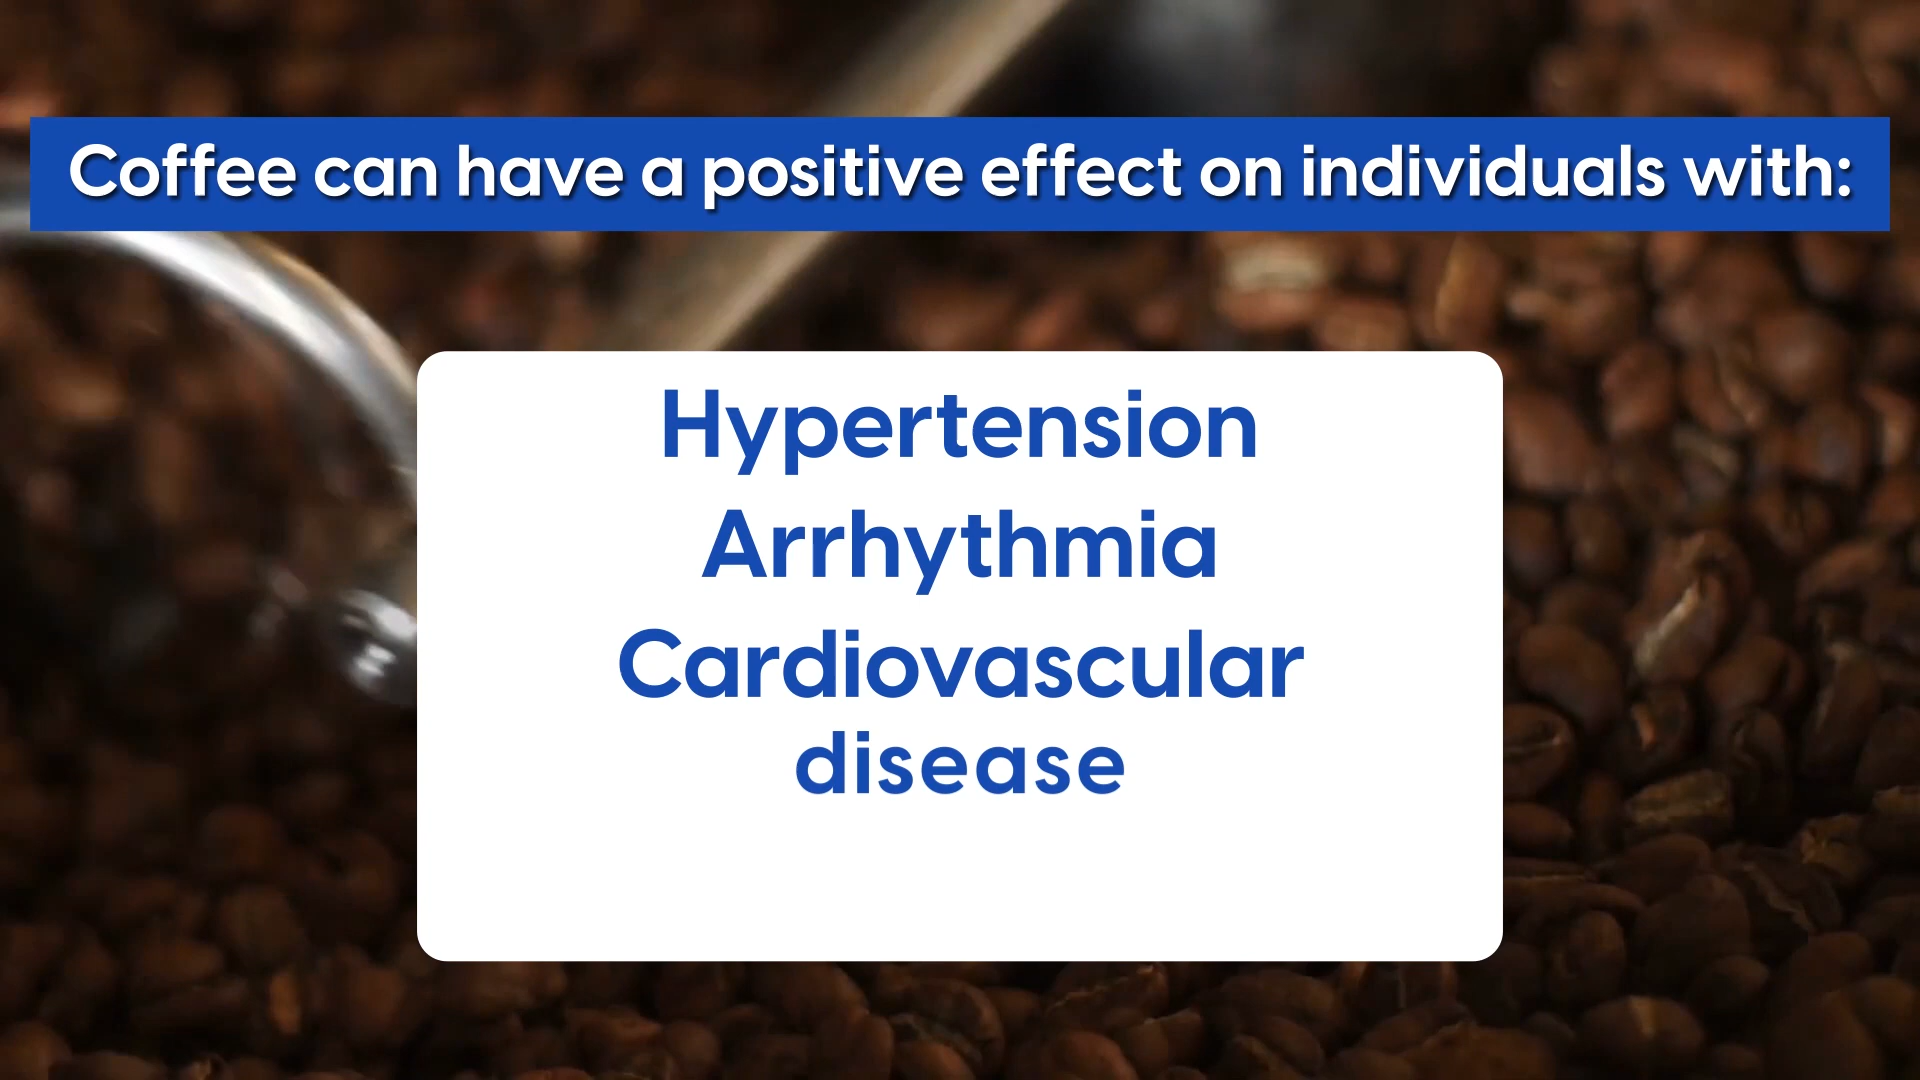 Coffee can have a positive effect on individuals with:
Hypertension
Arrhythmia
Cardiovascular
disease